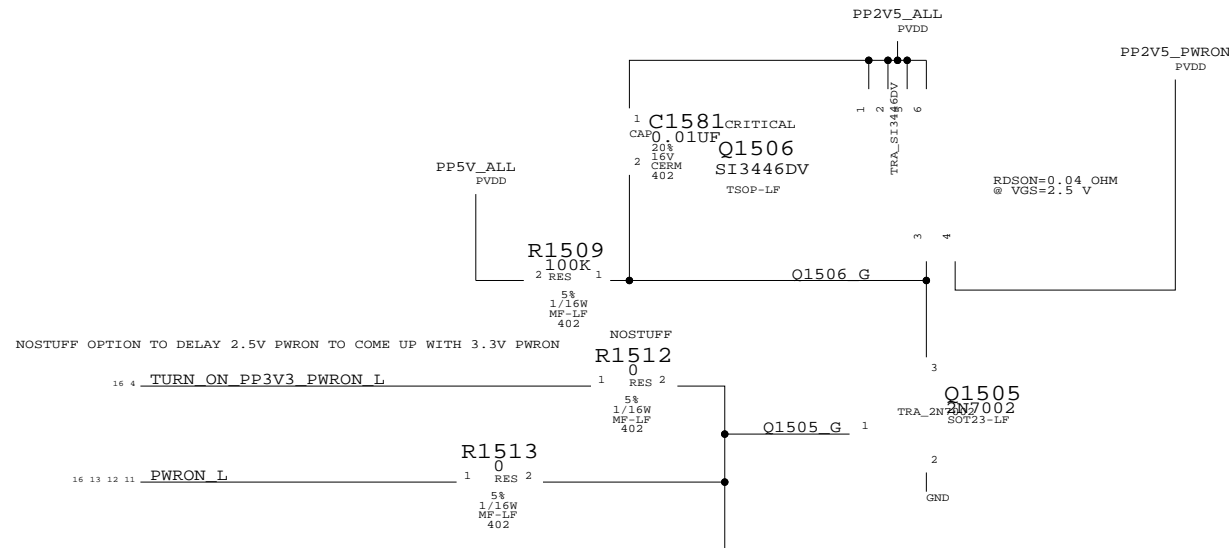 PP2V5_ALL
PVDD
PP2V5_PWRON
PVDD
1
2
5
6
TRA_SI3446DV
1
C1581
CRITICAL
CAP
0.01UF
20%
16V
CERM
402
2
Q1506
SI3446DV
TSOP-LF
PP5V_ALL
PVDD
RDSON=0.04 OHM
@ VGS=2.5 V
3
4
R1509
100K
2 RES 1
5%
1/16W
MF-LF
402
Q1506_G
NOSTUFF
NOSTUFF OPTION TO DELAY 2.5V PWRON TO COME UP WITH 3.3V PWRON
R1512
0
1 RES 2
5%
1/16W
MF-LF
402
16 4 TURN_ON_PP3V3_PWRON_L
3
Q1505
2N7002
TRA_2N7002
SOT23-LF
Q1505_G
1
2
GND
R1513
0
1 RES 2
5%
1/16W
MF-LF
402
16 13 12 11 PWRON_L